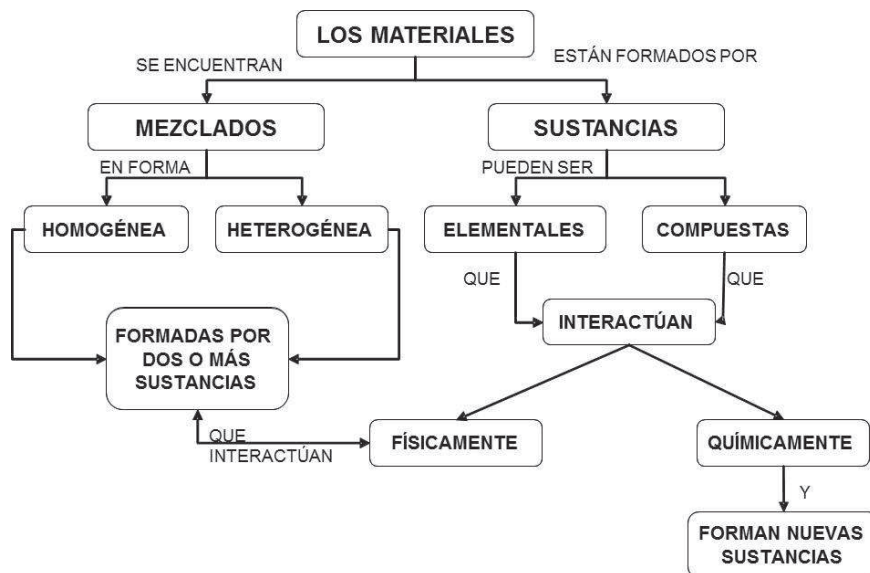 LOS MATERIALES
SE ENCUENTRAN
ESTÁN FORMADOS POR
MEZCLADOS
SUSTANCIAS
EN FORMA
PUEDEN SER
HOMOGÉNEA
HETEROGÉNEA
ELEMENTALES
COMPUESTAS
QUE
QUE
INTERACTÚAN
FORMADAS POR
DOS O MÁS
SUSTANCIAS
QUE
INTERACTÚAN
FÍSICAMENTE
QUÍMICAMENTE
Y
FORMAN NUEVAS
SUSTANCIAS